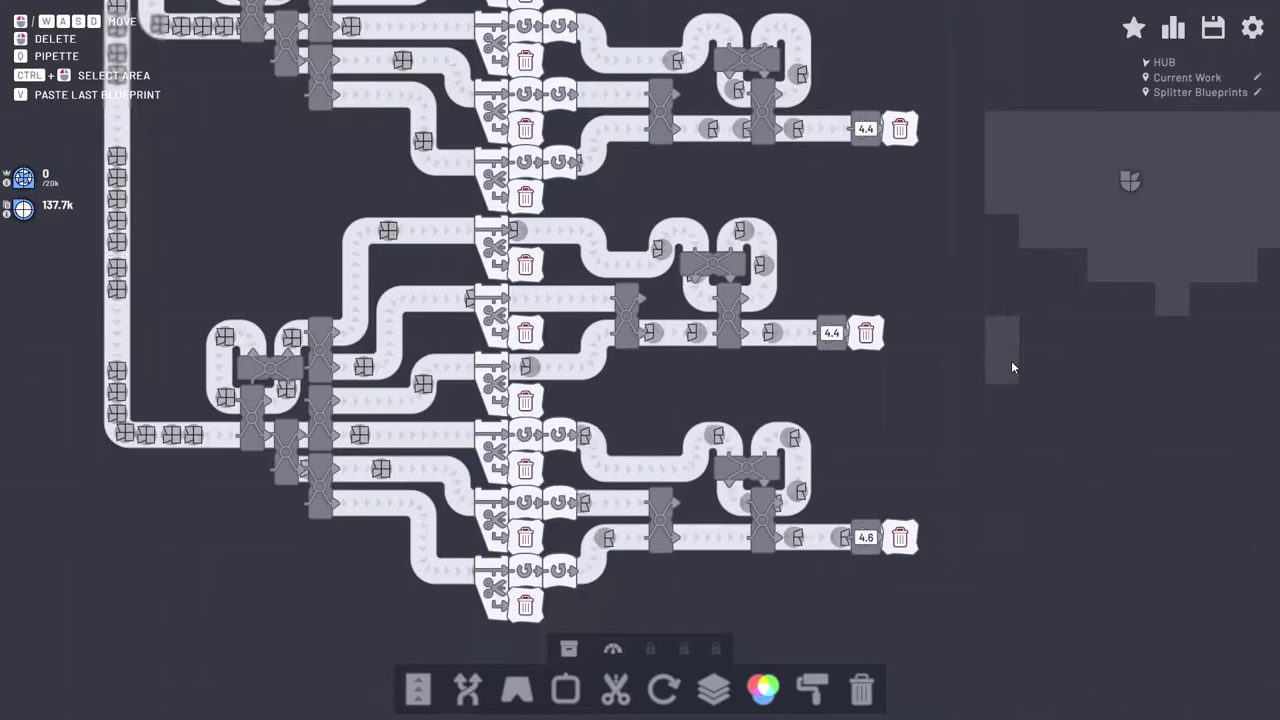 / W A S D MOVE
DELETE
Q PIPETTE
CTRL + SELECT AREA
V PASTE LAST BLUEPRINT
HUB
Current Work
Splitter Blueprints
0
/20k
137.7k
4.4
4.4
4.6